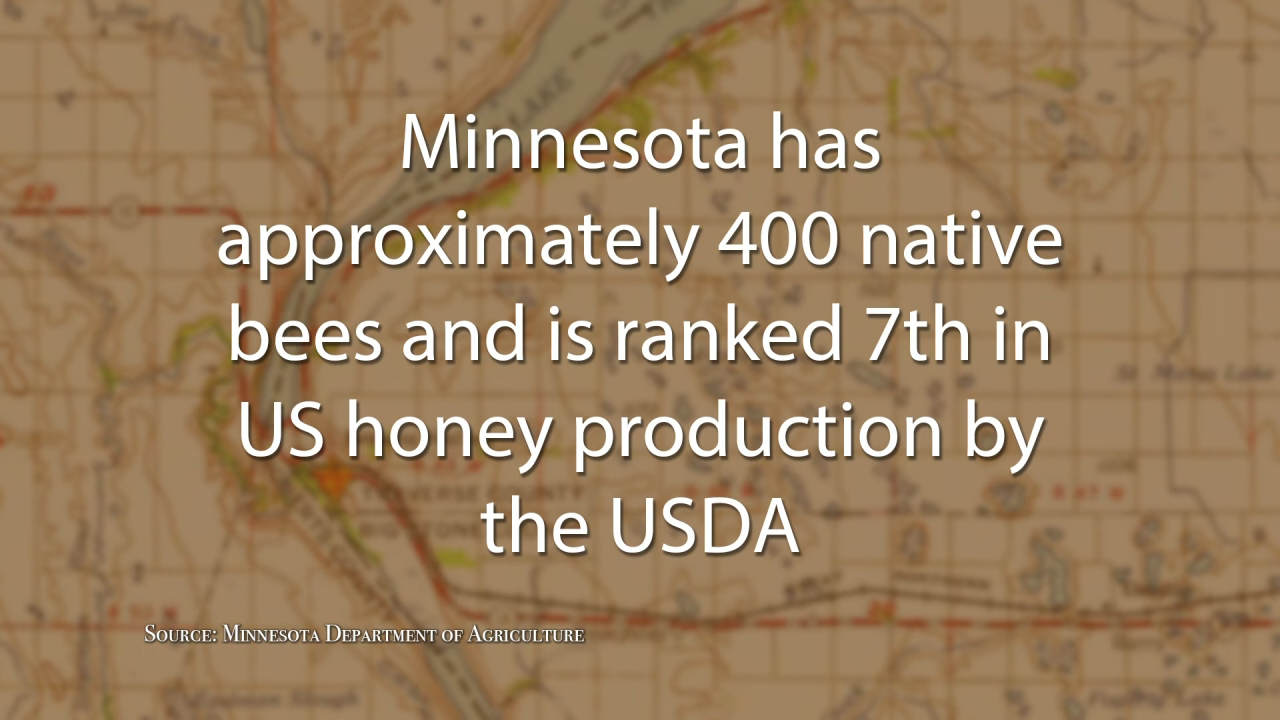 Minnesota has
approximately 400 native
bees and is ranked 7th in
US honey production by
the USDA
Source: Minnesota Department of Agriculture
LAKE